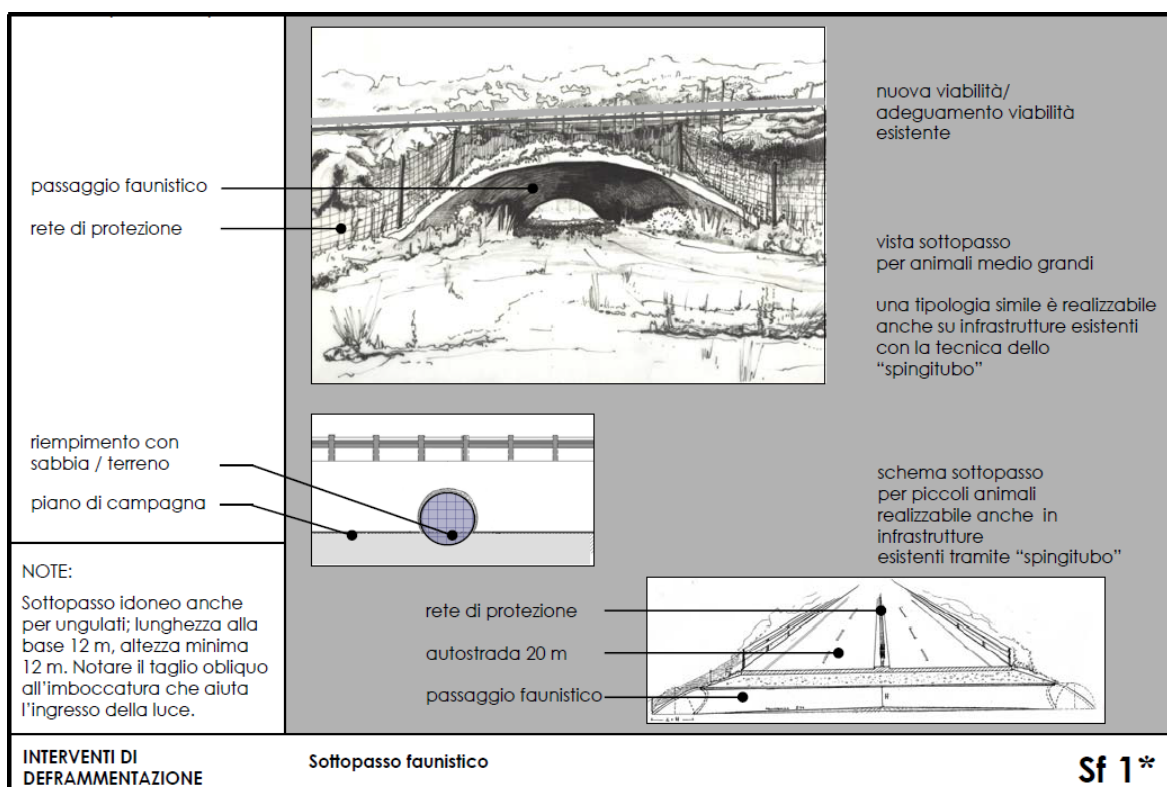 nuova viabilità/
adeguamento viabilità
esistente
passaggio faunistico
rete di protezione
vista sottopasso
per animali medio grandi
una tipologia simile è realizzabile
anche su infrastrutture esistenti
con la tecnica dello
"spingitubo"
riempimento con
sabbia / terreno
piano di campagna
schema sottopasso
per piccoli animali
realizzabile anche in
infrastrutture
esistenti tramite "spingitubo"
NOTE:
Sottopasso idoneo anche
per ungulati; lunghezza alla
base 12 m, altezza minima
12 m. Notare il taglio obliquo
all'imboccatura che aiuta
l'ingresso della luce.
rete di protezione
autostrada 20 m
passaggio faunistico
H
INTERVENTI DI
DEFRAMMENTAZIONE
Sottopasso faunistico
Sf 1*